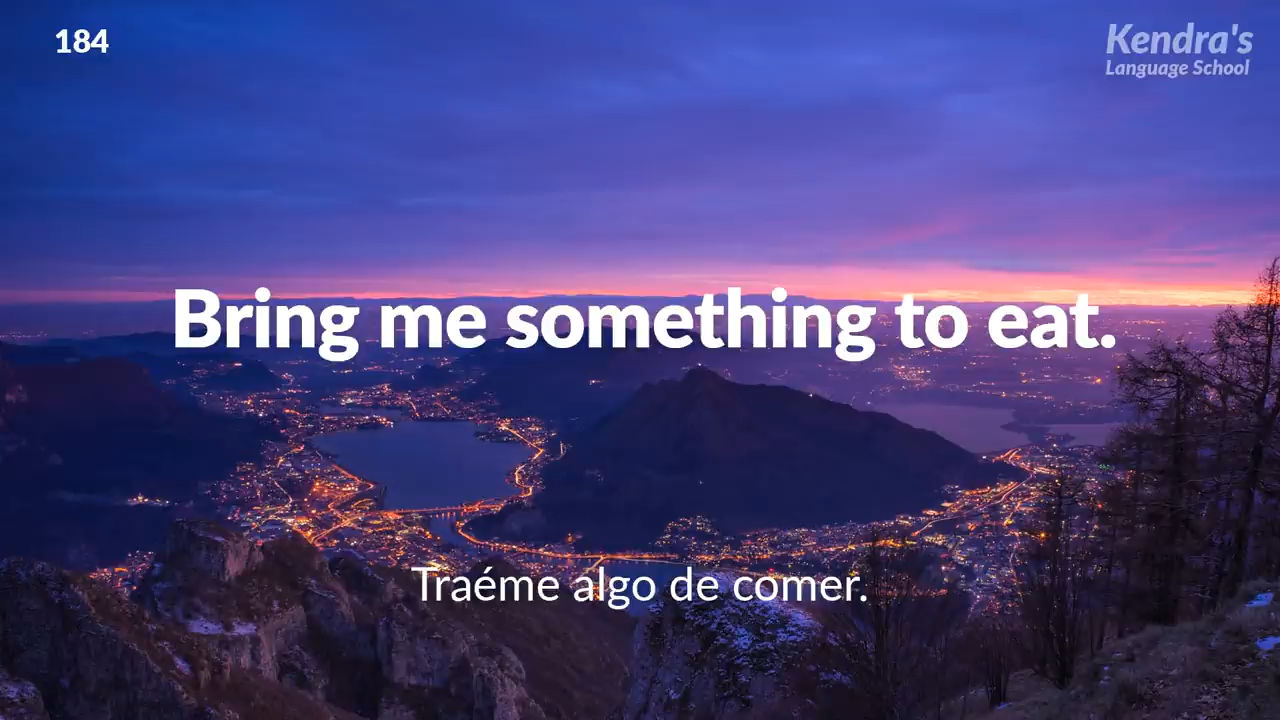 184
Kendra's
Language School
Bring me something to eat.
Traéme algo de comer.